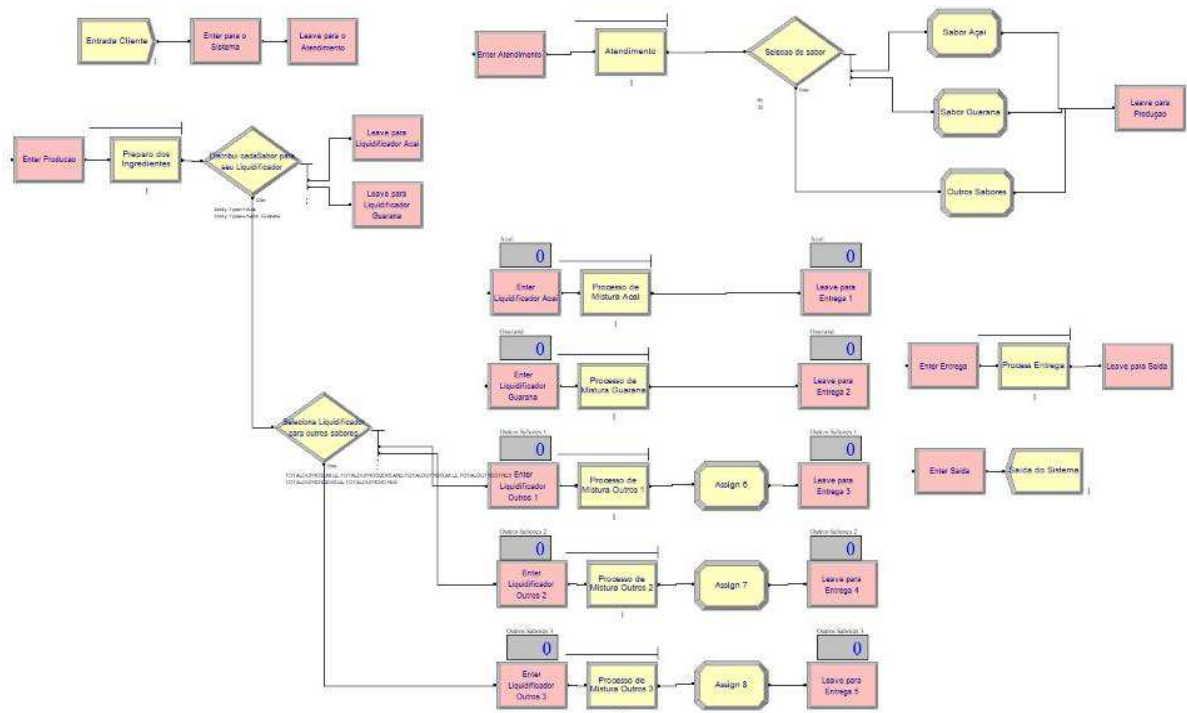 Entrada Cliente
Enter para o
Sistema
Leave para o
Atendimento
Enter Atendimento
Atendimento
Selecao de sabor
Else
Sabor Açai
Sabor Guarana
Outros Sabores
Leave para
Produçao
Enter Producao
Preparo dos
Ingredientes
Distribui cadaSabor para
seu Liquidificador
Else
Leave para
Liquidificador Acai
Leave para
Liquidificador
Guarana
Seleciona Liquidificador
para outros sabores
Else
Acai
0
Enter
Liquidificador Acai
Processo de
Mistura Acai
0
Leave para
Entrega 1
0
Enter
Liquidificador
Guarana
Processo de
Mistura Guarana
0
Leave para
Entrega 2
Outros Sabores 1
0
Enter
Liquidificador
Outros 1
Processo de
Mistura Outros 1
Assign 6
Outros Sabores 1
0
Leave para
Entrega 3
Outros Sabores 2
0
Enter
Liquidificador
Outros 2
Processo de
Mistura Outros 2
Assign 7
Outros Sabores 2
0
Leave para
Entrega 4
Outros Sabores 3
0
Enter
Liquidificador
Outros 3
Processo de
Mistura Outros 3
Assign 8
Outros Sabores 3
0
Leave para
Entrega 5
Enter Entrega
Process Entrega
Leave para Saida
Enter Saida
Saida do Sistema